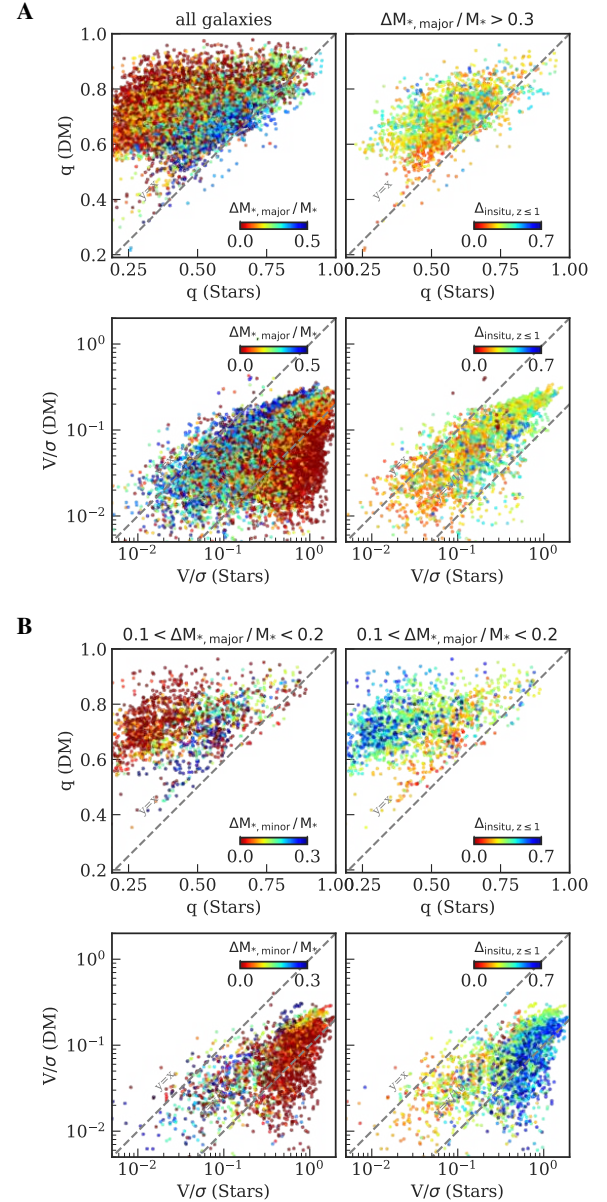 A
all galaxies
ΔM*,major / M* > 0.3
1.0
0.8
0.6
0.4
0.2
q (DM)
y=x
ΔM*,major / M*
0.0 0.5
0.25 0.50 0.75 1.00
q (Stars)
y=x
Δinsitu, z ≤ 1
0.0 0.7
0.25 0.50 0.75 1.00
q (Stars)
ΔM*,major / M*
0.0 0.5
10⁰
10⁻¹
10⁻²
V/σ (DM)
y=x
10⁻² 10⁻¹ 10⁰
V/σ (Stars)
Δinsitu, z ≤ 1
0.0 0.7
y=x
10⁻² 10⁻¹ 10⁰
V/σ (Stars)
B
0.1 < ΔM*,major / M* < 0.2
0.1 < ΔM*,major / M* < 0.2
1.0
0.8
0.6
0.4
0.2
q (DM)
y=x
ΔM*,minor / M*
0.0 0.3
0.25 0.50 0.75 1.00
q (Stars)
y=x
Δinsitu, z ≤ 1
0.0 0.7
0.25 0.50 0.75 1.00
q (Stars)
ΔM*,minor / M*
0.0 0.3
10⁰
10⁻¹
10⁻²
V/σ (DM)
y=x
10⁻² 10⁻¹ 10⁰
V/σ (Stars)
Δinsitu, z ≤ 1
0.0 0.7
y=x
10⁻² 10⁻¹ 10⁰
V/σ (Stars)